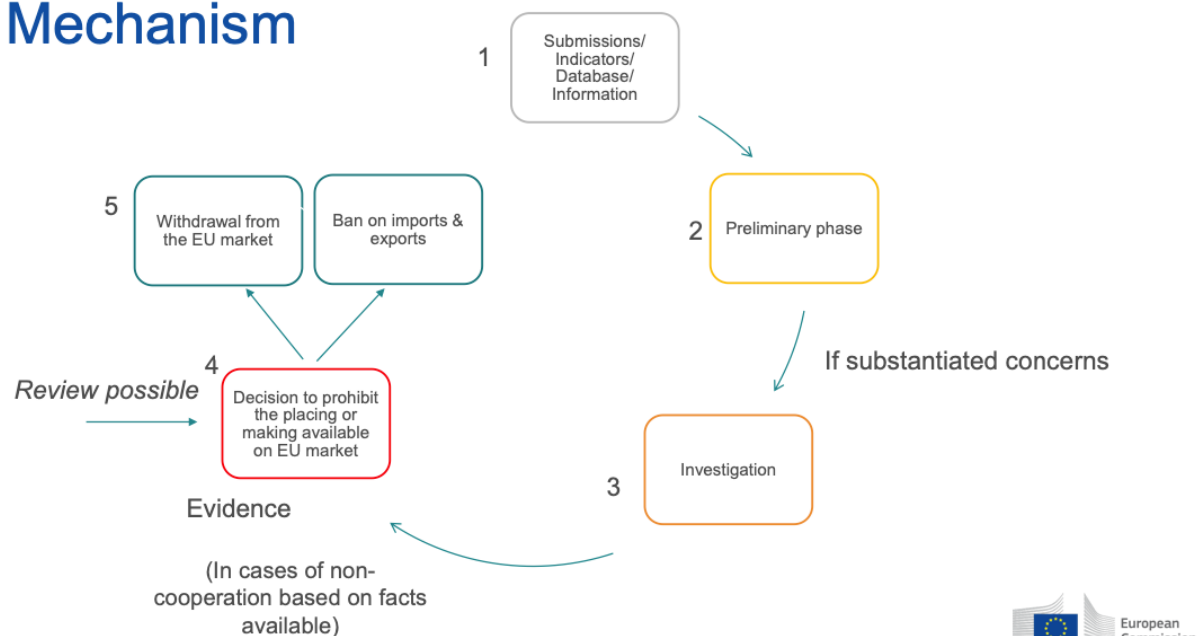 Mechanism
1
Submissions/
Indicators/
Database/
Information
2
Preliminary phase
If substantiated concerns
3
Investigation
Evidence
(In cases of non-
cooperation based on facts
available)
4
Decision to prohibit
the placing or
making available
on EU market
Review possible
5
Withdrawal from
the EU market
Ban on imports &
exports
European